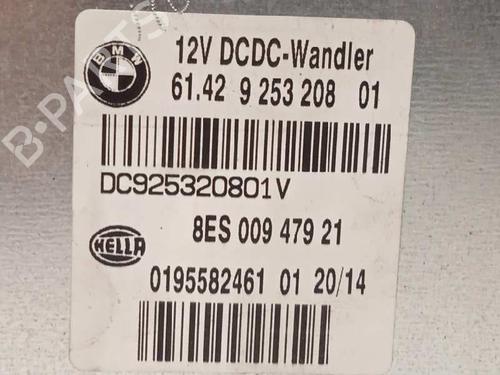 BMW
12V DCDC-Wandler
61.42 9 253 208 01
DC925320801V
8ES 009 479 21
HELLA
0195582461 01 20/14
B-PARTS